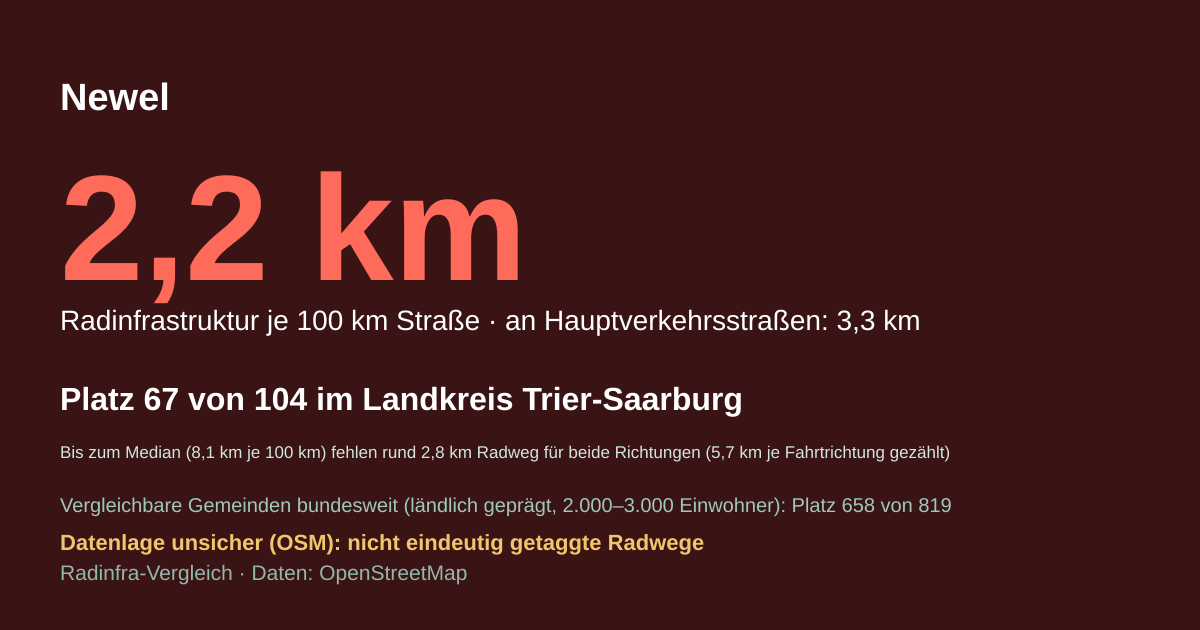 Newel
2,2 km
Radinfrastruktur je 100 km Straße · an Hauptverkehrsstraßen: 3,3 km
Platz 67 von 104 im Landkreis Trier-Saarburg
Bis zum Median (8,1 km je 100 km) fehlen rund 2,8 km Radweg für beide Richtungen (5,7 km je Fahrtrichtung gezählt)
Vergleichbare Gemeinden bundesweit (ländlich geprägt, 2.000–3.000 Einwohner): Platz 658 von 819
Datenlage unsicher (OSM): nicht eindeutig getaggte Radwege
Radinfra-Vergleich · Daten: OpenStreetMap